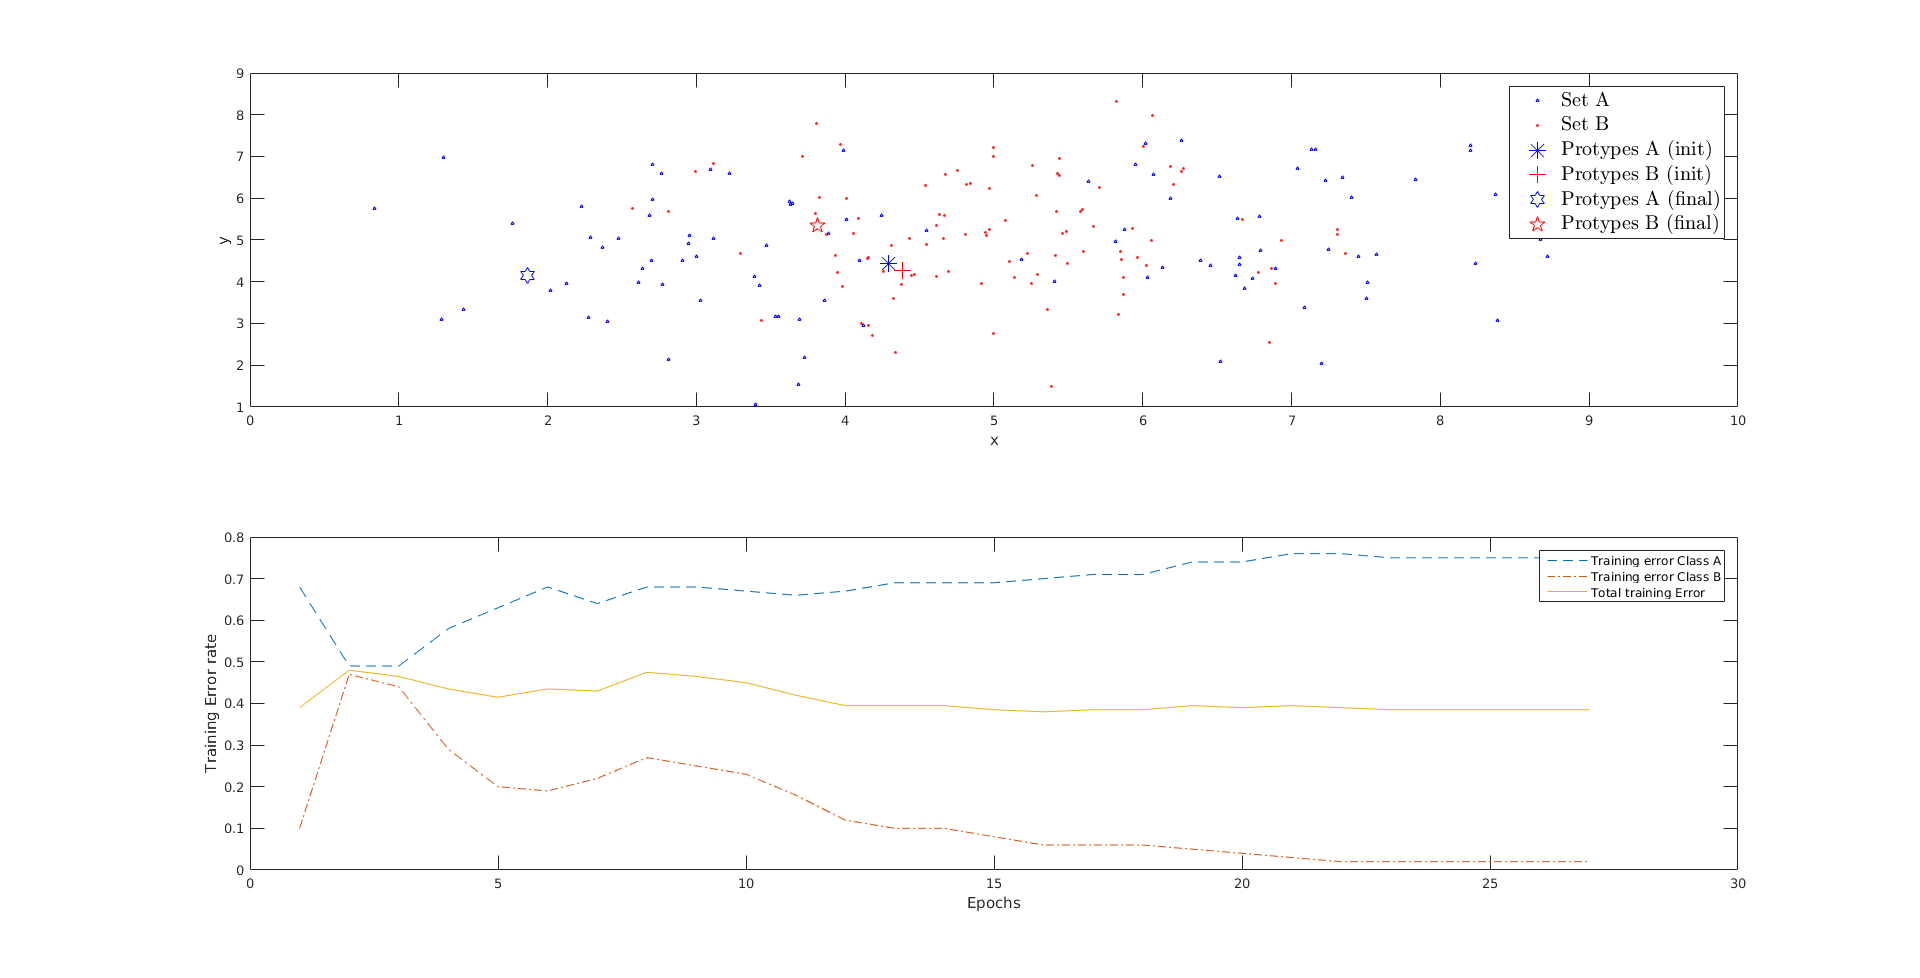 9
8
7
6
5
4
3
2
1
y
0 1 2 3 4 5 6 7 8 9 10
x
Set A
Set B
Protypes A (init)
Protypes B (init)
Protypes A (final)
Protypes B (final)
0.8
0.7
0.6
0.5
0.4
0.3
0.2
0.1
0
Training Error rate
0 5 10 15 20 25 30
Epochs
Training error Class A
Training error Class B
Total training Error